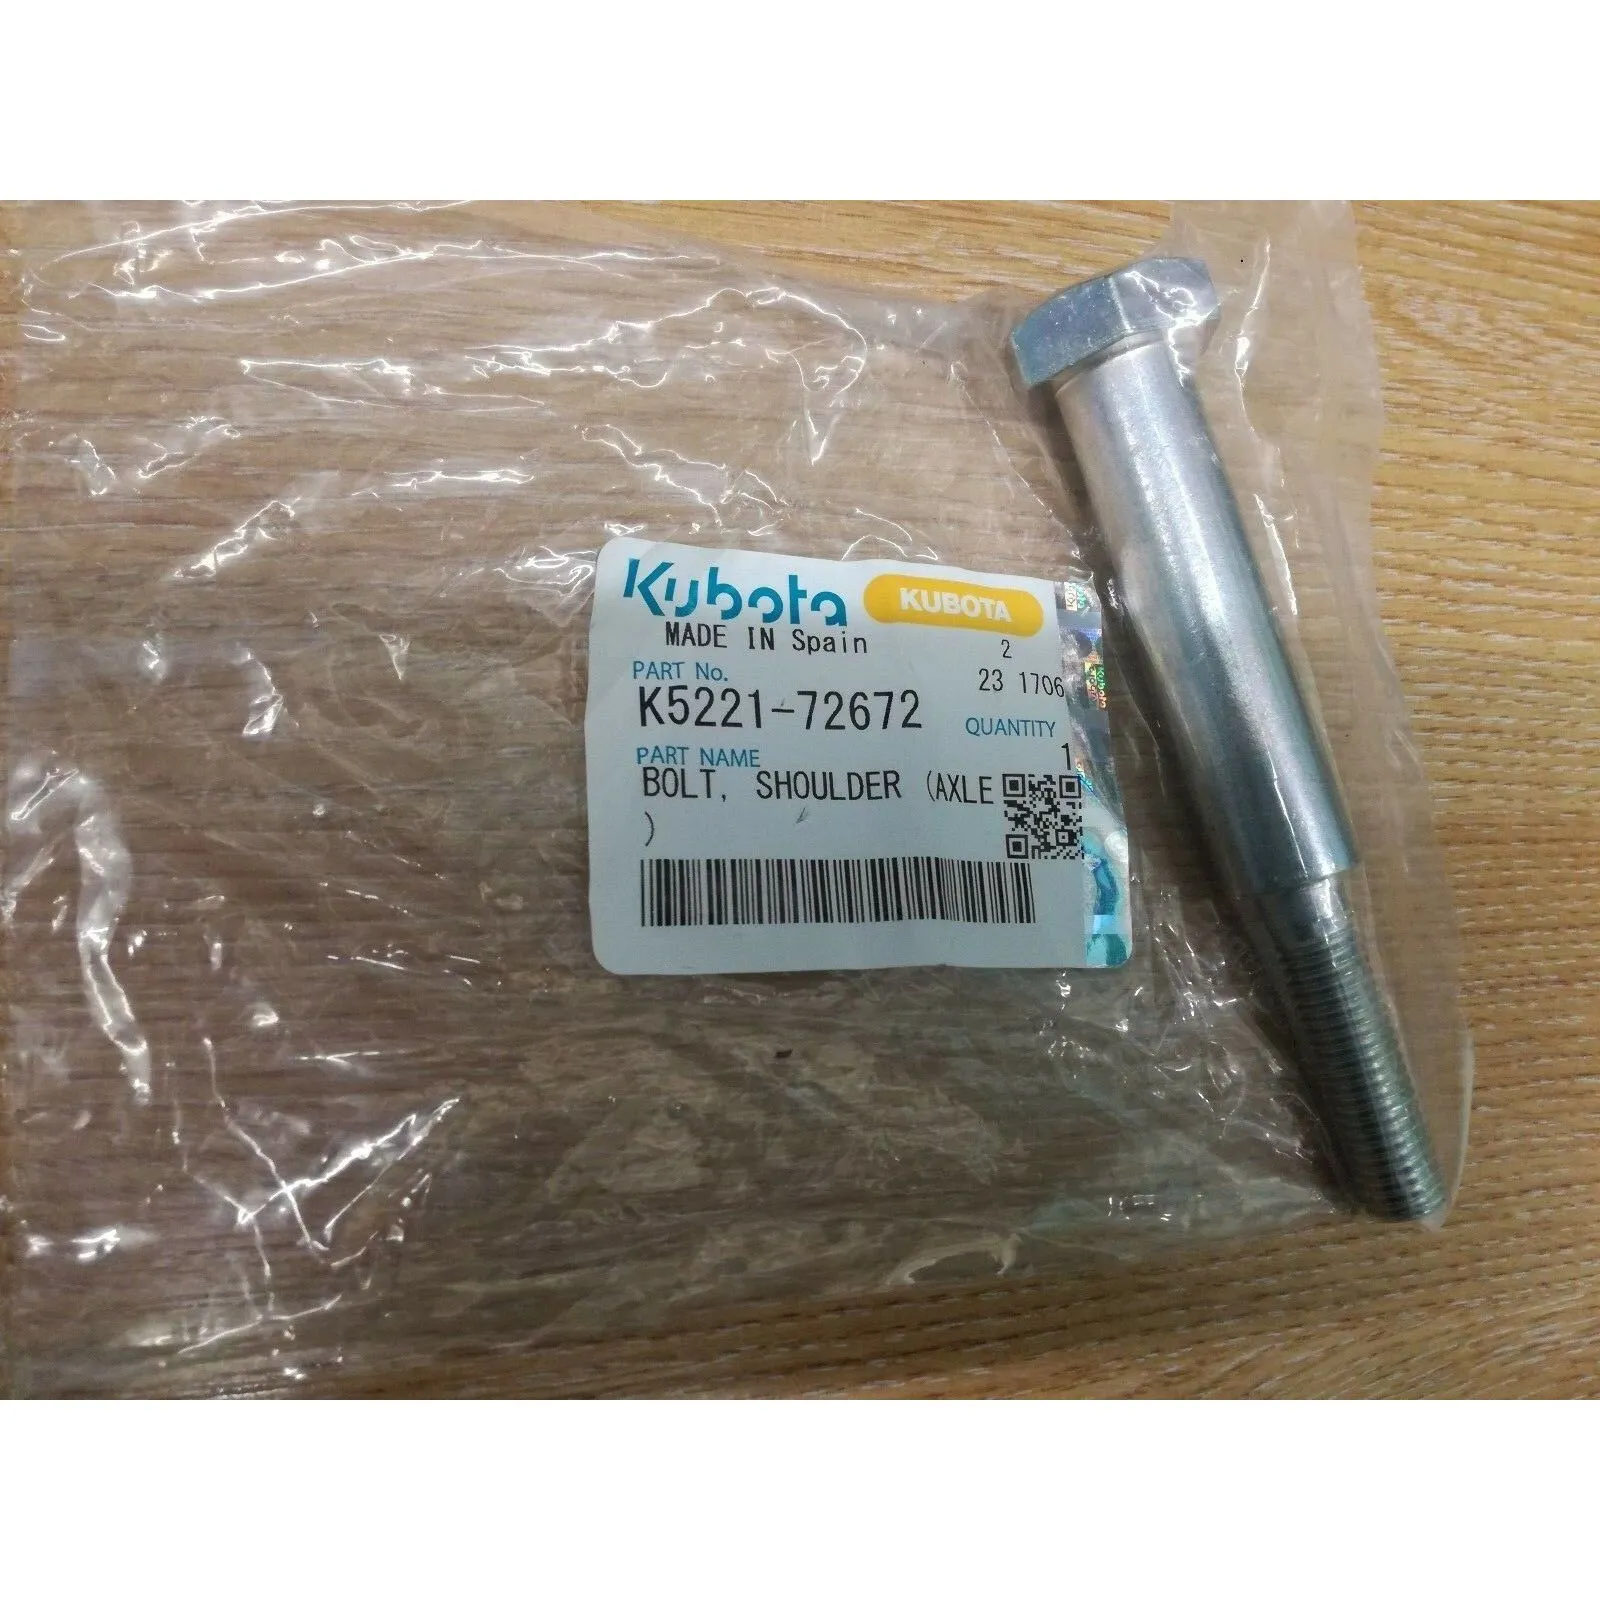 Kubota KUBOTA
MADE IN Spain 2
PART No. 23 1706
K5221-72672 QUANTITY
PART NAME 1
BOLT, SHOULDER (AXLE
)